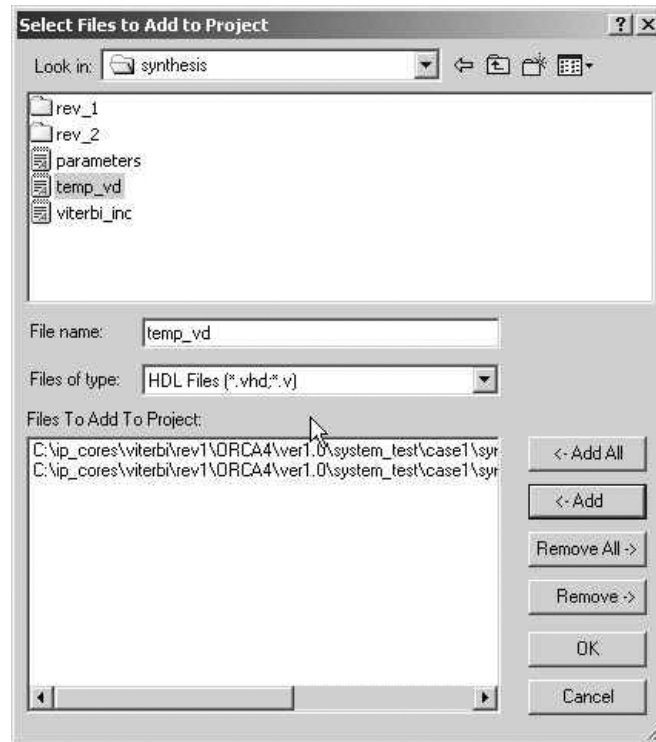 Select Files to Add to Project
Look in: synthesis
rev_1
rev_2
parameters
temp_vd
viterbi_inc
File name: temp_vd
Files of type: HDL Files (*.vhd;*.v)
Files To Add To Project:
C:\ip_cores\viterbi\rev1\ORCA4\ver1.0\system_test\case1\syr
C:\ip_cores\viterbi\rev1\ORCA4\ver1.0\system_test\case1\syr
<- Add All
<- Add
Remove All ->
Remove ->
OK
Cancel